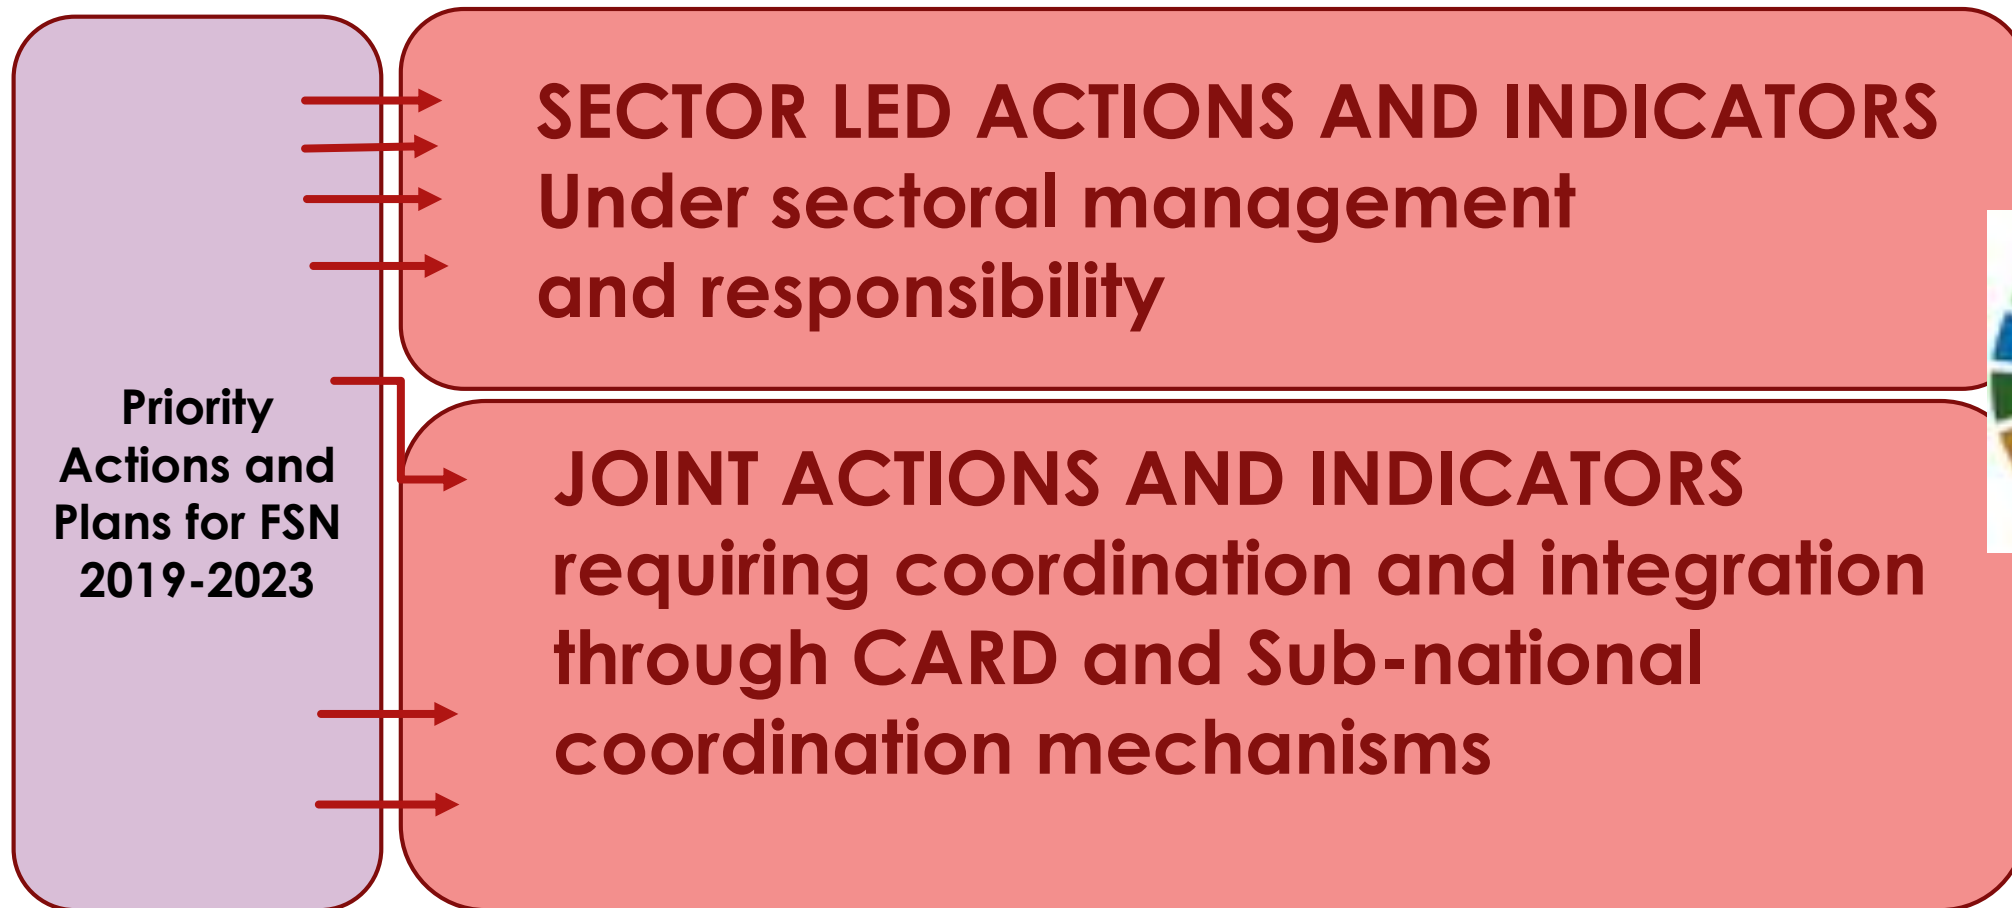 Priority
Actions and
Plans for FSN
2019-2023
SECTOR LED ACTIONS AND INDICATORS
Under sectoral management
and responsibility
JOINT ACTIONS AND INDICATORS
requiring coordination and integration
through CARD and Sub-national
coordination mechanisms